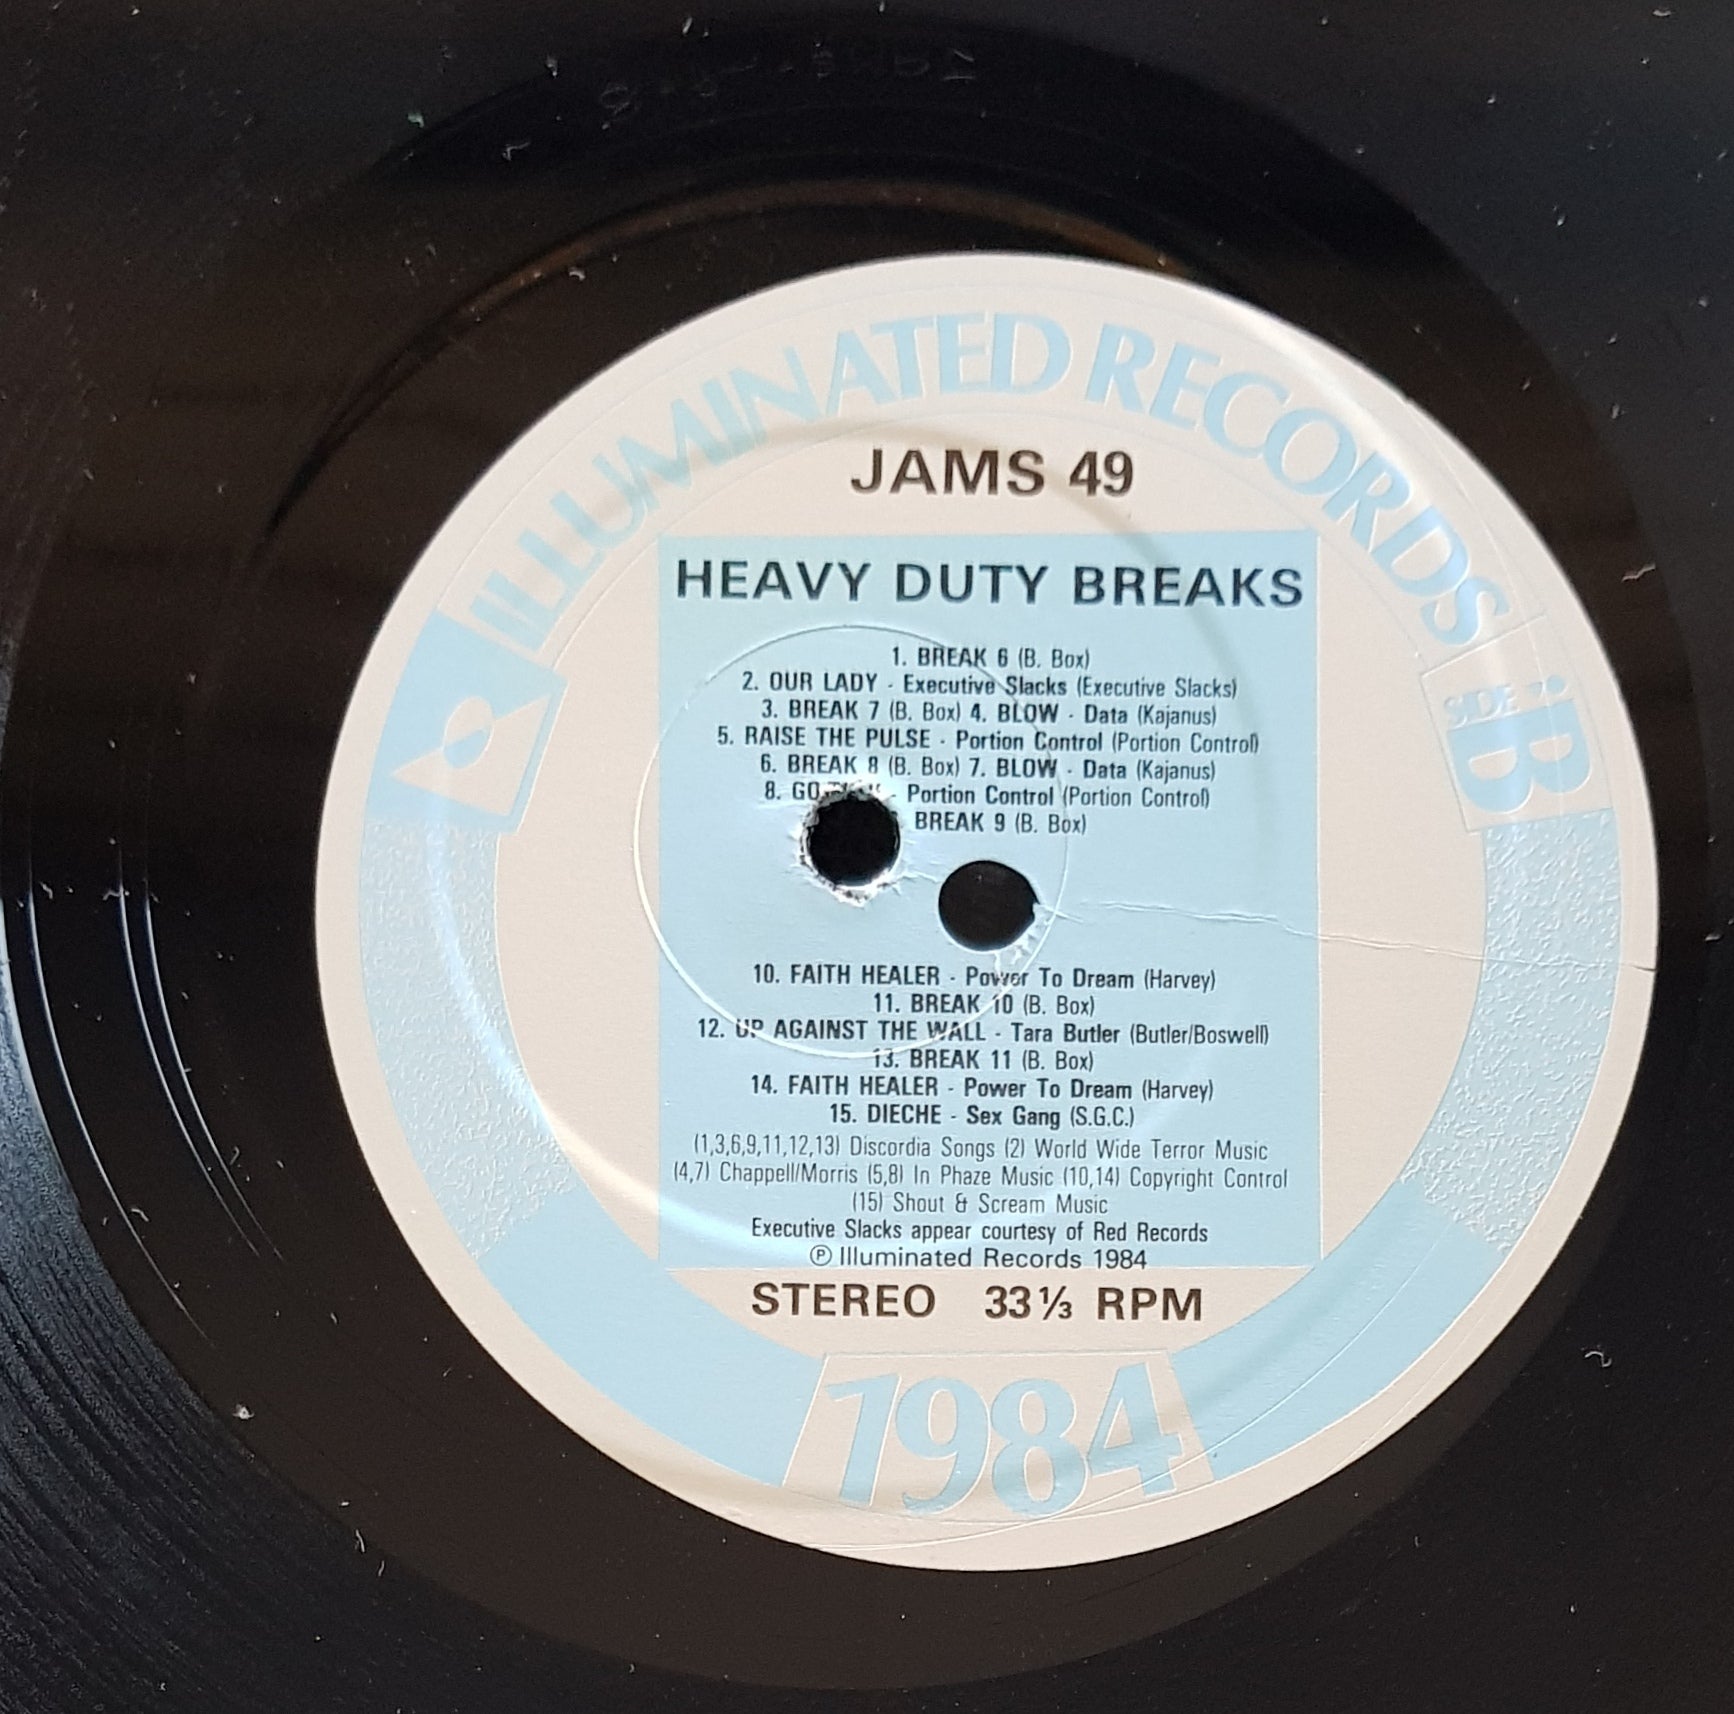 ILLUMINATED RECORDS
JAMS 49
SIDE B
HEAVY DUTY BREAKS
1. BREAK 6 (B. Box)
2. OUR LADY - Executive Slacks (Executive Slacks)
3. BREAK 7 (B. Box) 4. BLOW - Data (Kajanus)
5. RAISE THE PULSE - Portion Control (Portion Control)
6. BREAK 8 (B. Box) 7. BLOW - Data (Kajanus)
8. GO - Portion Control (Portion Control)
BREAK 9 (B. Box)
10. FAITH HEALER - Power To Dream (Harvey)
11. BREAK 10 (B. Box)
12. UP AGAINST THE WALL - Tara Butler (Butler/Boswell)
13. BREAK 11 (B. Box)
14. FAITH HEALER - Power To Dream (Harvey)
15. DIECHE - Sex Gang (S.G.C.)
(1,3,6,9,11,12,13) Discordia Songs (2) World Wide Terror Music
(4,7) Chappell/Morris (5,8) In Phaze Music (10,14) Copyright Control
(15) Shout & Scream Music
Executive Slacks appear courtesy of Red Records
℗ Illuminated Records 1984
STEREO 33⅓ RPM
1984